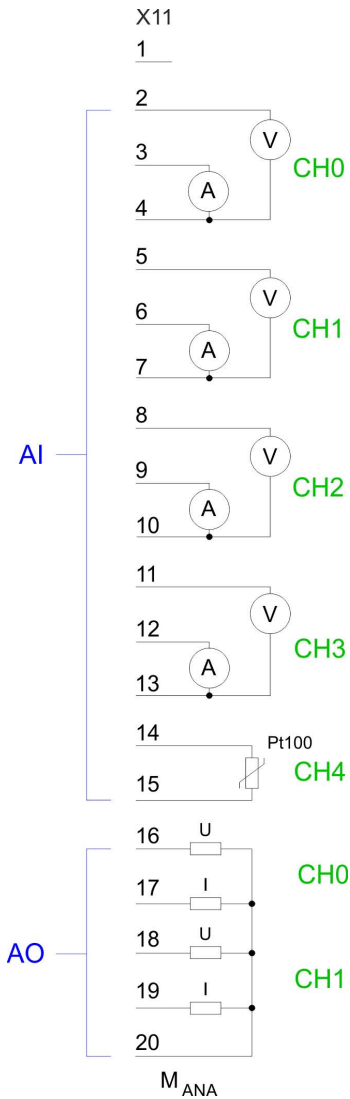 X11
1
2
V
3
CH0
A
4
5
V
6
CH1
A
7
8
V
AI
9
CH2
A
10
11
V
12
CH3
A
13
14
Pt100
CH4
15
16 U
CH0
17 I
18 U
AO
CH1
19 I
20
M ANA